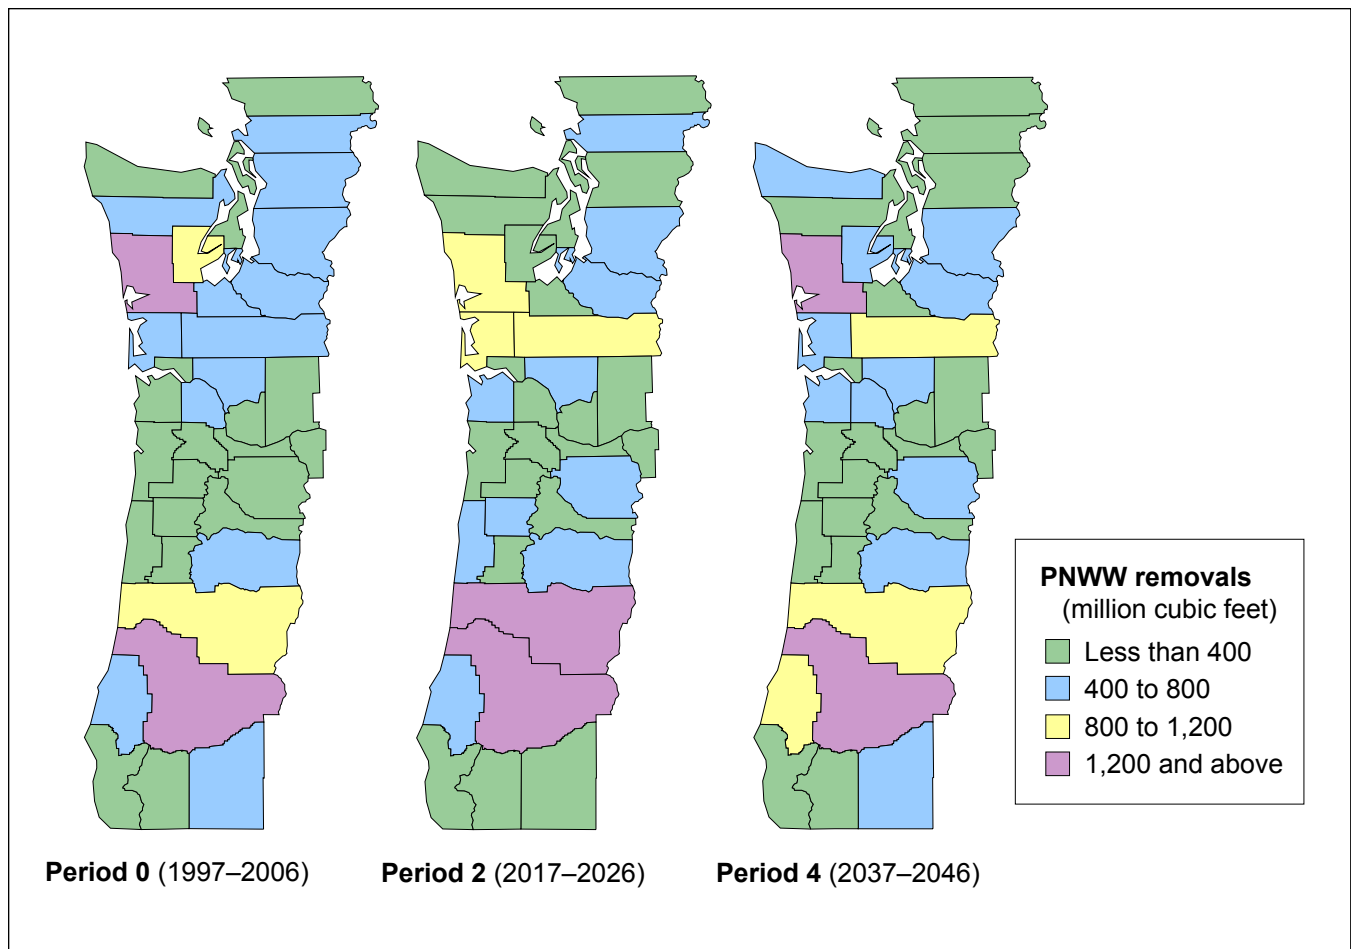 PNWW removals
(million cubic feet)
Less than 400
400 to 800
800 to 1,200
1,200 and above
Period 0 (1997–2006)
Period 2 (2017–2026)
Period 4 (2037–2046)